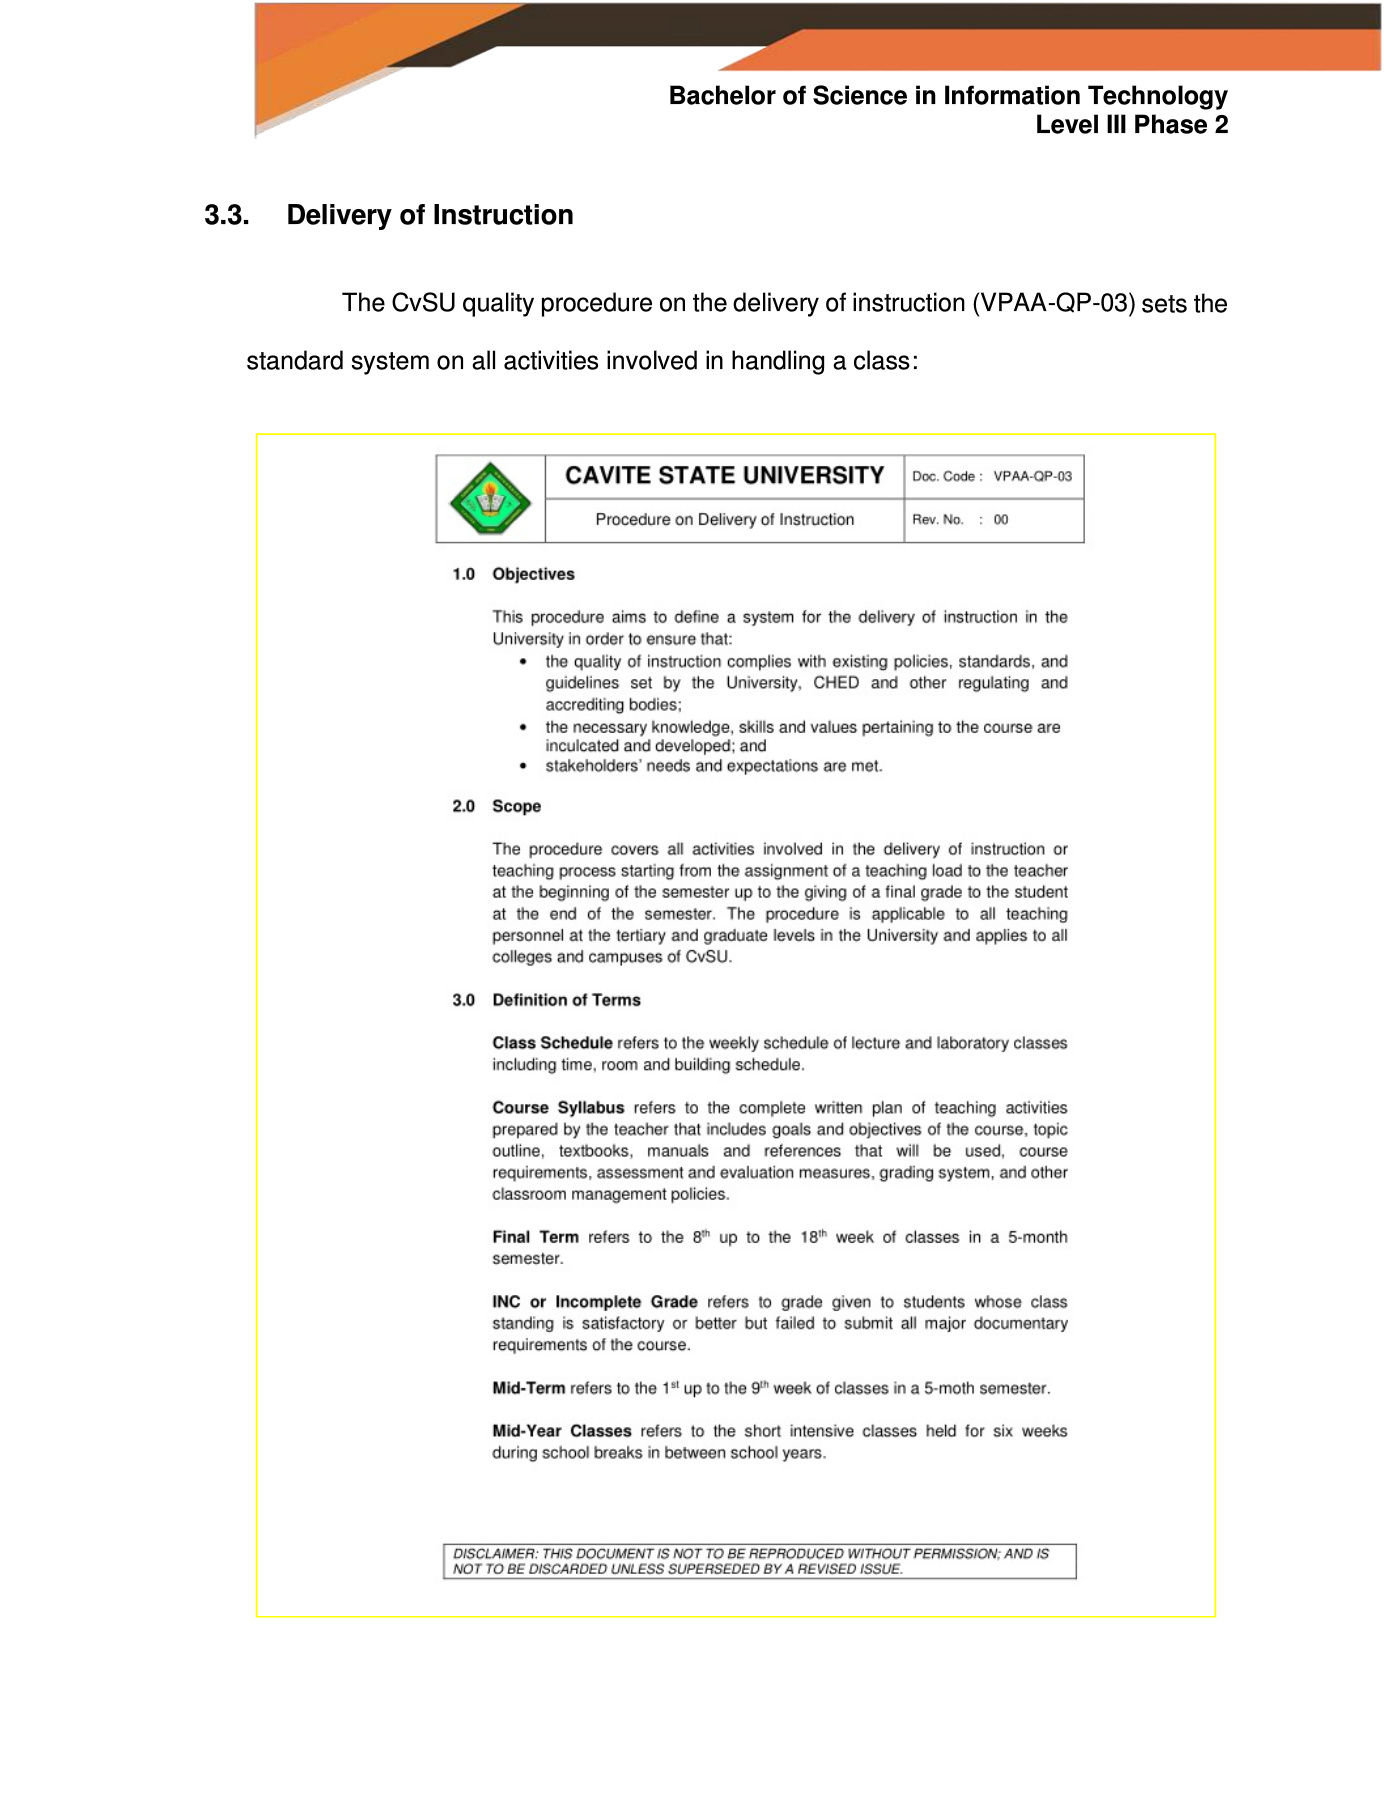 Bachelor of Science in Information Technology
Level III Phase 2
3.3. Delivery of Instruction
The CvSU quality procedure on the delivery of instruction (VPAA-QP-03) sets the
standard system on all activities involved in handling a class:
CAVITE STATE UNIVERSITY
Doc. Code : VPAA-QP-03
Procedure on Delivery of Instruction
Rev. No. : 00
1.0 Objectives
This procedure aims to define a system for the delivery of instruction in the
University in order to ensure that:
• the quality of instruction complies with existing policies, standards, and
guidelines set by the University, CHED and other regulating and
accrediting bodies;
• the necessary knowledge, skills and values pertaining to the course are
inculcated and developed; and
• stakeholders' needs and expectations are met.
2.0 Scope
The procedure covers all activities involved in the delivery of instruction or
teaching process starting from the assignment of a teaching load to the teacher
at the beginning of the semester up to the giving of a final grade to the student
at the end of the semester. The procedure is applicable to all teaching
personnel at the tertiary and graduate levels in the University and applies to all
colleges and campuses of CvSU.
3.0 Definition of Terms
Class Schedule refers to the weekly schedule of lecture and laboratory classes
including time, room and building schedule.
Course Syllabus refers to the complete written plan of teaching activities
prepared by the teacher that includes goals and objectives of the course, topic
outline, textbooks, manuals and references that will be used, course
requirements, assessment and evaluation measures, grading system, and other
classroom management policies.
Final Term refers to the 8th up to the 18th week of classes in a 5-month
semester.
INC or Incomplete Grade refers to grade given to students whose class
standing is satisfactory or better but failed to submit all major documentary
requirements of the course.
Mid-Term refers to the 1st up to the 9th week of classes in a 5-moth semester.
Mid-Year Classes refers to the short intensive classes held for six weeks
during school breaks in between school years.
DISCLAIMER: THIS DOCUMENT IS NOT TO BE REPRODUCED WITHOUT PERMISSION; AND IS
NOT TO BE DISCARDED UNLESS SUPERSEDED BY A REVISED ISSUE.